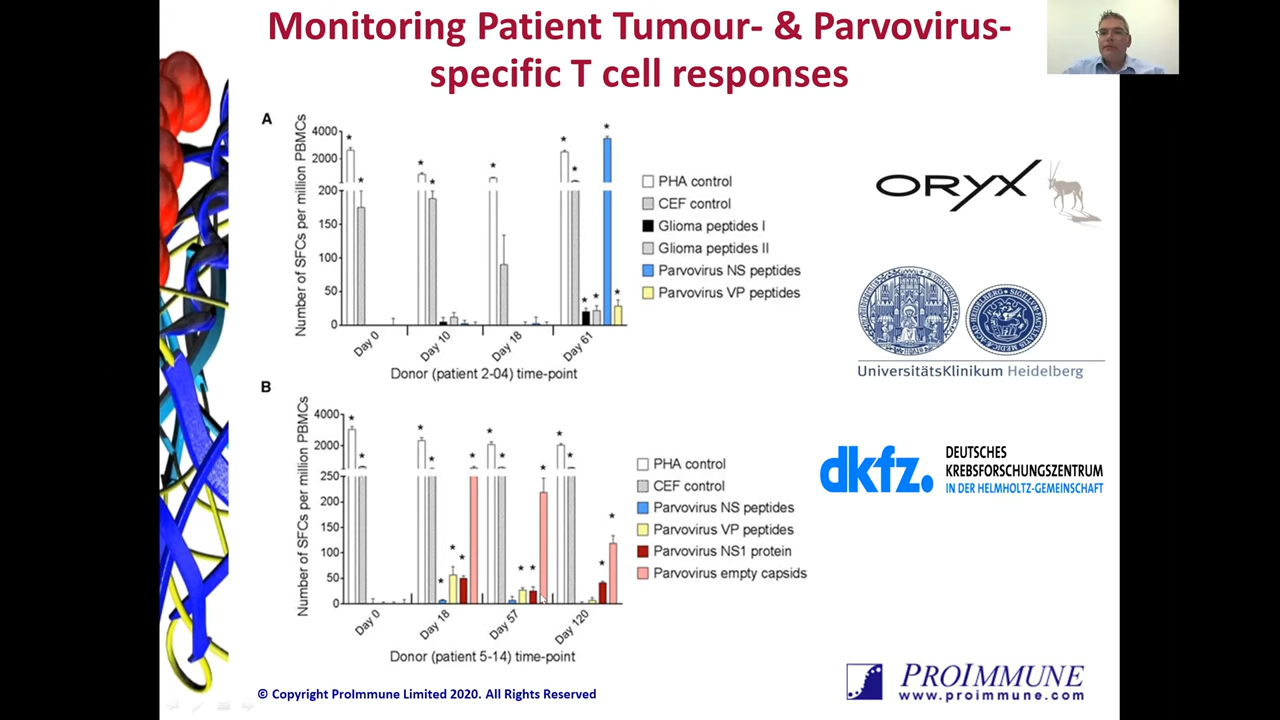 Monitoring Patient Tumour- & Parvovirus-
specific T cell responses
A
Number of SFCs per million PBMCs
4000
2000
200
150
100
50
0
Day 0
Day 10
Day 18
Day 61
Donor (patient 2-04) time-point
PHA control
CEF control
Glioma peptides I
Glioma peptides II
Parvovirus NS peptides
Parvovirus VP peptides
ORYX
UniversitätsKlinikum Heidelberg
B
Number of SFCs per million PBMCs
4000
2000
250
200
150
100
50
0
Day 0
Day 18
Day 57
Day 120
Donor (patient 5-14) time-point
PHA control
CEF control
Parvovirus NS peptides
Parvovirus VP peptides
Parvovirus NS1 protein
Parvovirus empty capsids
dkfz.
DEUTSCHES
KREBSFORSCHUNGSZENTRUM
IN DER HELMHOLTZ-GEMEINSCHAFT
© Copyright ProImmune Limited 2020. All Rights Reserved
PROIMMUNE
www.proimmune.com